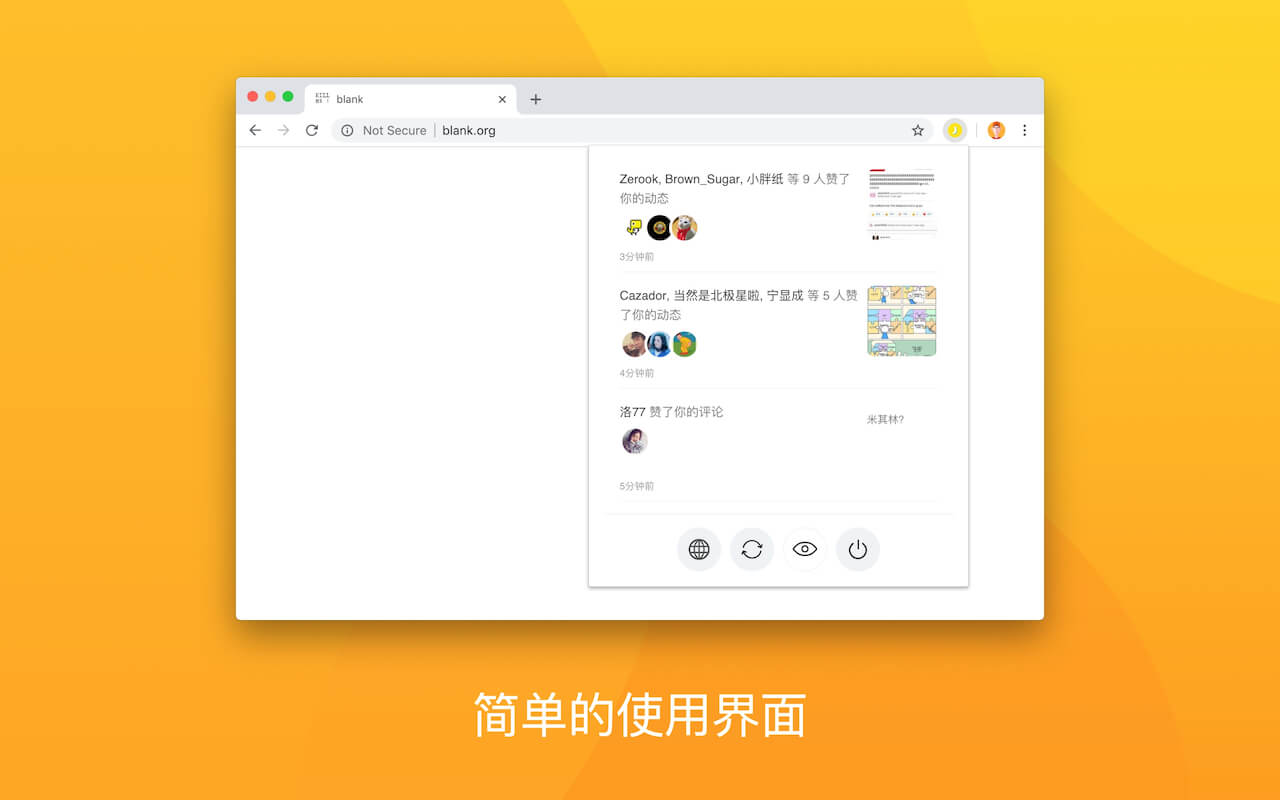 blank
Not Secure
blank.org
Zerook, Brown_Sugar, 小胖纸 等 9 人赞了
你的动态
3分钟前
Cazador, 当然是北极星啦, 宁显成 等 5 人赞
了你的动态
4分钟前
洛77 赞了你的评论
米其林?
5分钟前
简单的使用界面